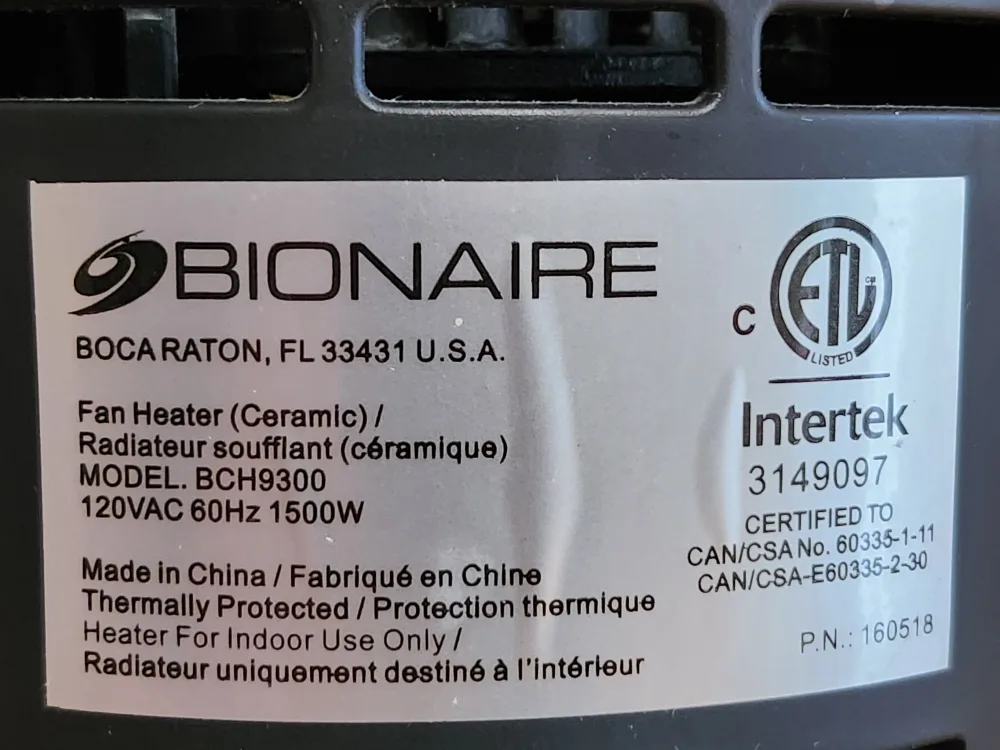 BIONAIRE
BOCA RATON, FL 33431 U.S.A.
Fan Heater (Ceramic) /
Radiateur soufflant (céramique)
MODEL. BCH9300
120VAC 60Hz 1500W
Made in China / Fabriqué en Chine
Thermally Protected / Protection thermique
Heater For Indoor Use Only /
Radiateur uniquement destiné à l'intérieur
C ETL CM
LISTED
Intertek
3149097
CERTIFIED TO
CAN/CSA No. 60335-1-11
CAN/CSA-E60335-2-30
P.N.: 160518